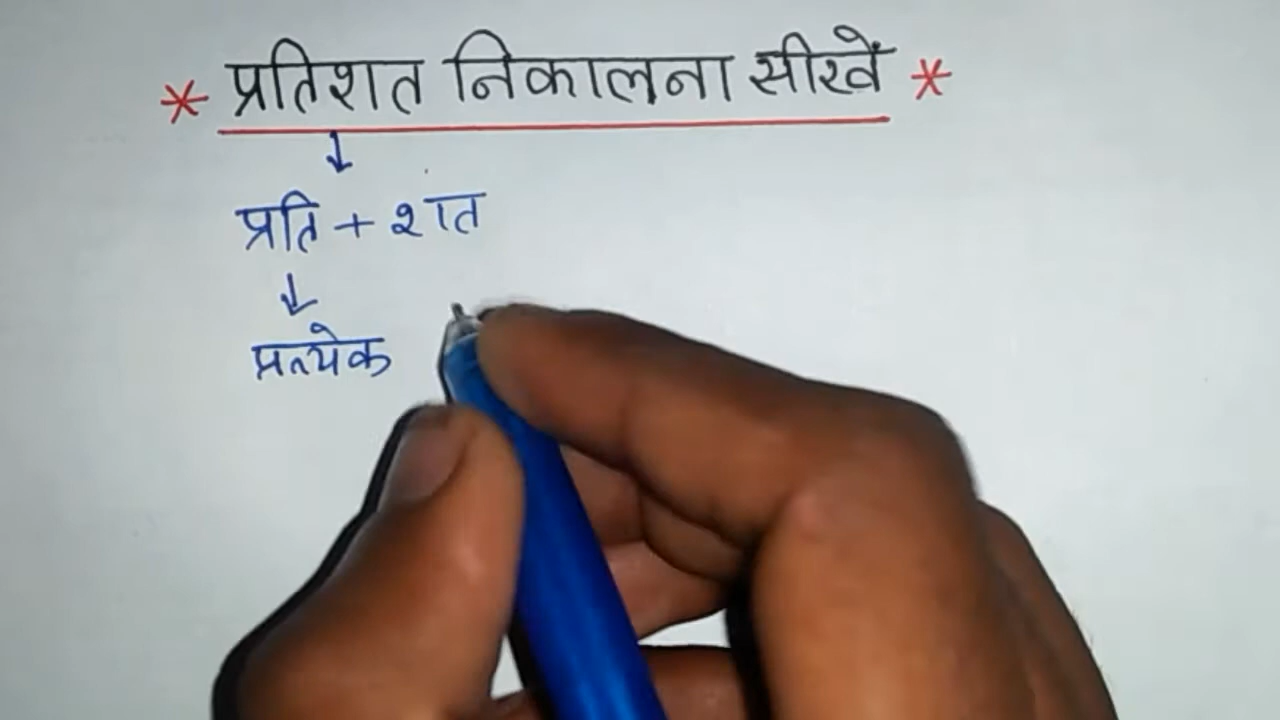 * प्रतिशत निकालना सीखें *
↓
प्रति + शत
↓
प्रत्येक